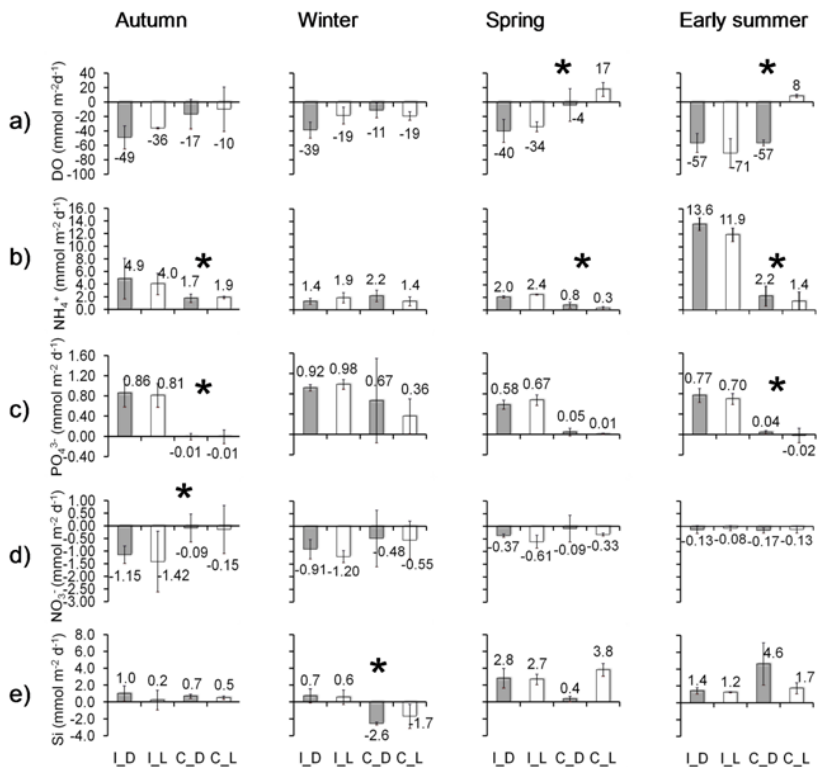 Autumn Winter Spring Early summer
a)
DO (mmol m⁻²d⁻¹)
40
20
0
-20
-40
-60
-80
-100
-49 -36 -17 -10
-39 -19 -11 -19
* -40 -34 -4 17
* -57 -71 -57 8
b)
NH₄⁺ (mmol m⁻² d⁻¹)
16.0
14.0
12.0
10.0
8.0
6.0
4.0
2.0
0.0
4.9 4.0 1.7 * 1.9
1.4 1.9 2.2 1.4
2.0 2.4 0.8 * 0.3
13.6 11.9 2.2 * 1.4
c)
PO₄³⁻ (mmol m⁻² d⁻¹)
1.60
1.20
0.80
0.40
0.00
-0.40
0.86 0.81 * -0.01 -0.01
0.92 0.98 0.67 0.36
0.58 0.67 0.05 0.01
0.77 0.70 * 0.04 -0.02
d)
NO₃⁻ (mmol m⁻² d⁻¹)
1.00
0.50
0.00
-0.50
-1.00
-1.50
-2.00
-2.50
-3.00
* -1.15 -1.42 -0.09 -0.15
-0.91 -1.20 -0.48 -0.55
-0.37 -0.61 -0.09 -0.33
-0.13 -0.08 -0.17 -0.13
e)
Si (mmol m⁻² d⁻¹)
8.0
6.0
4.0
2.0
0.0
-2.0
-4.0
1.0 0.2 0.7 0.5
0.7 0.6 * -2.6 -1.7
2.8 2.7 0.4 3.8
1.4 1.2 4.6 1.7
I_D I_L C_D C_L I_D I_L C_D C_L I_D I_L C_D C_L I_D I_L C_D C_L